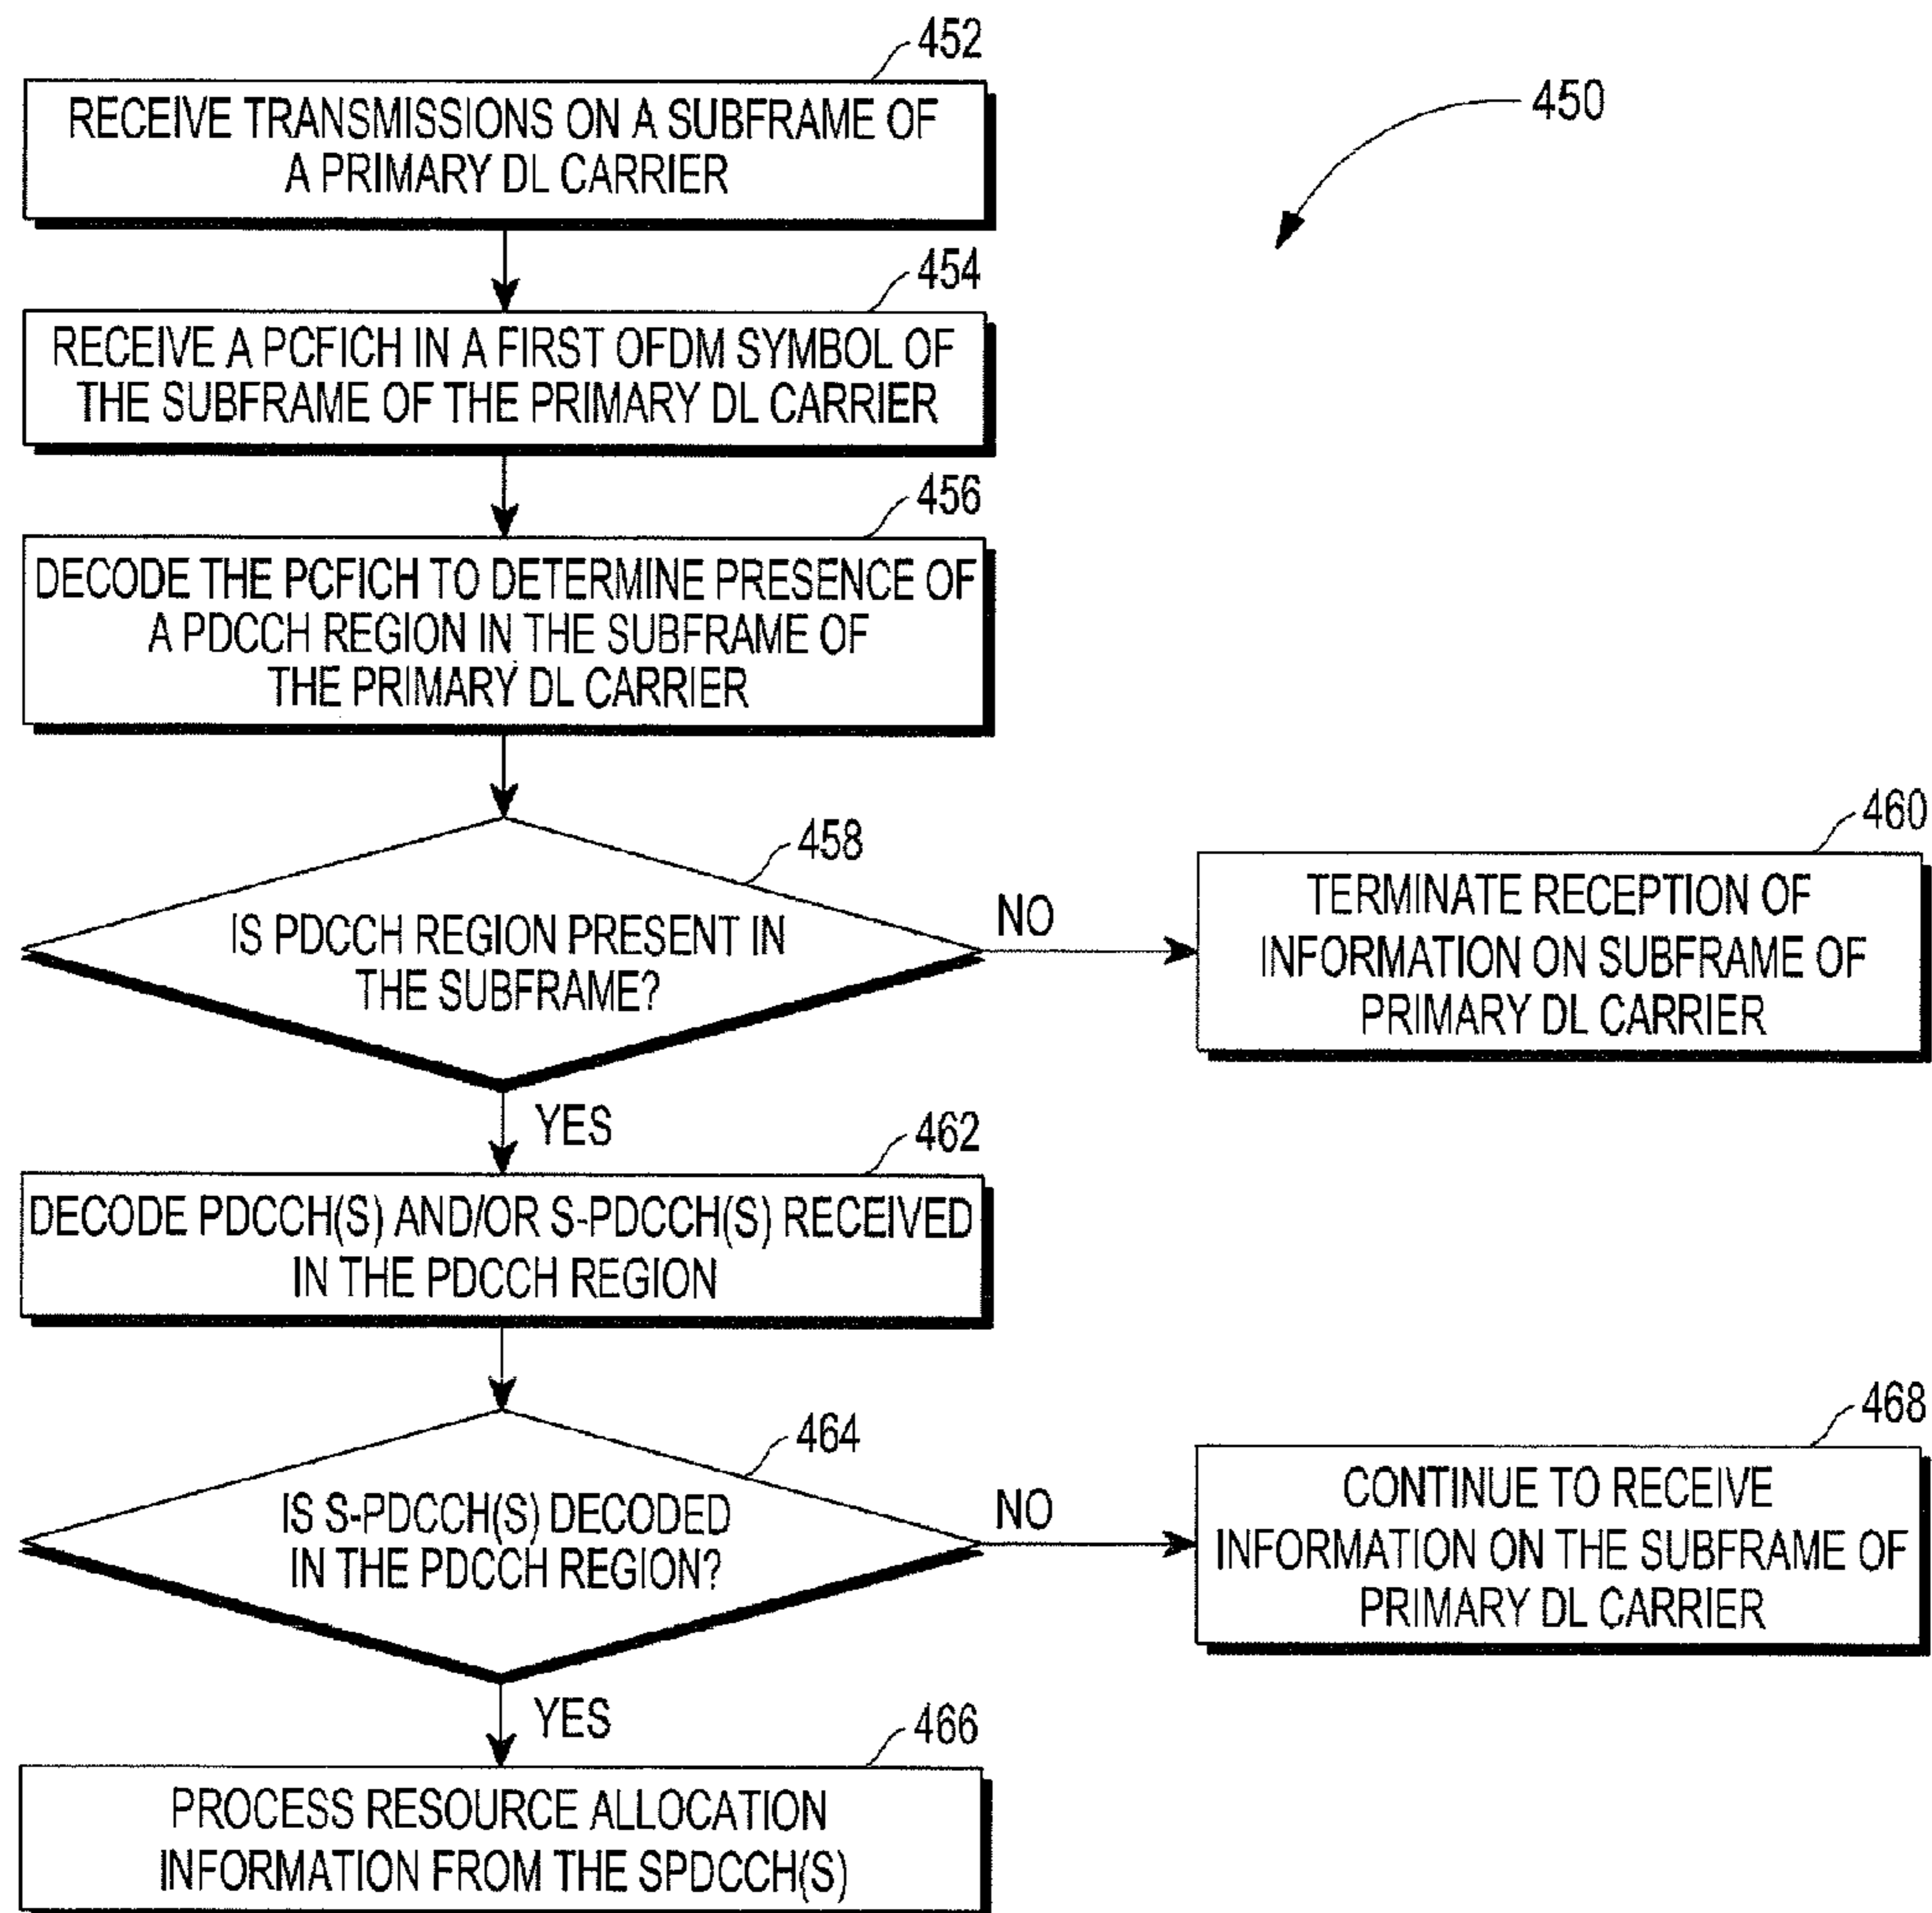 452
RECEIVE TRANSMISSIONS ON A SUBFRAME OF
A PRIMARY DL CARRIER
450
454
RECEIVE A PCFICH IN A FIRST OFDM SYMBOL OF
THE SUBFRAME OF THE PRIMARY DL CARRIER
456
DECODE THE PCFICH TO DETERMINE PRESENCE OF
A PDCCH REGION IN THE SUBFRAME OF
THE PRIMARY DL CARRIER
458
IS PDCCH REGION PRESENT IN
THE SUBFRAME?
NO
460
TERMINATE RECEPTION OF
INFORMATION ON SUBFRAME OF
PRIMARY DL CARRIER
YES
462
DECODE PDCCH(S) AND/OR S-PDCCH(S) RECEIVED
IN THE PDCCH REGION
464
IS S-PDCCH(S) DECODED
IN THE PDCCH REGION?
NO
468
CONTINUE TO RECEIVE
INFORMATION ON THE SUBFRAME OF
PRIMARY DL CARRIER
YES
466
PROCESS RESOURCE ALLOCATION
INFORMATION FROM THE SPDCCH(S)